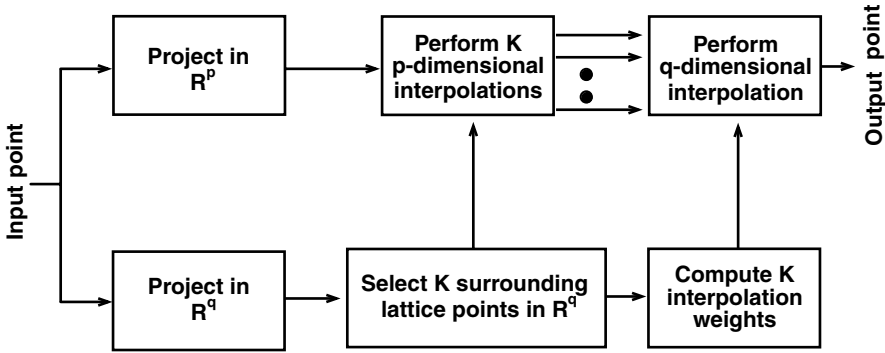 Input point
Project in
R^p
Perform K
p-dimensional
interpolations
Perform
q-dimensional
interpolation
Output point
Project in
R^q
Select K surrounding
lattice points in R^q
Compute K
interpolation
weights